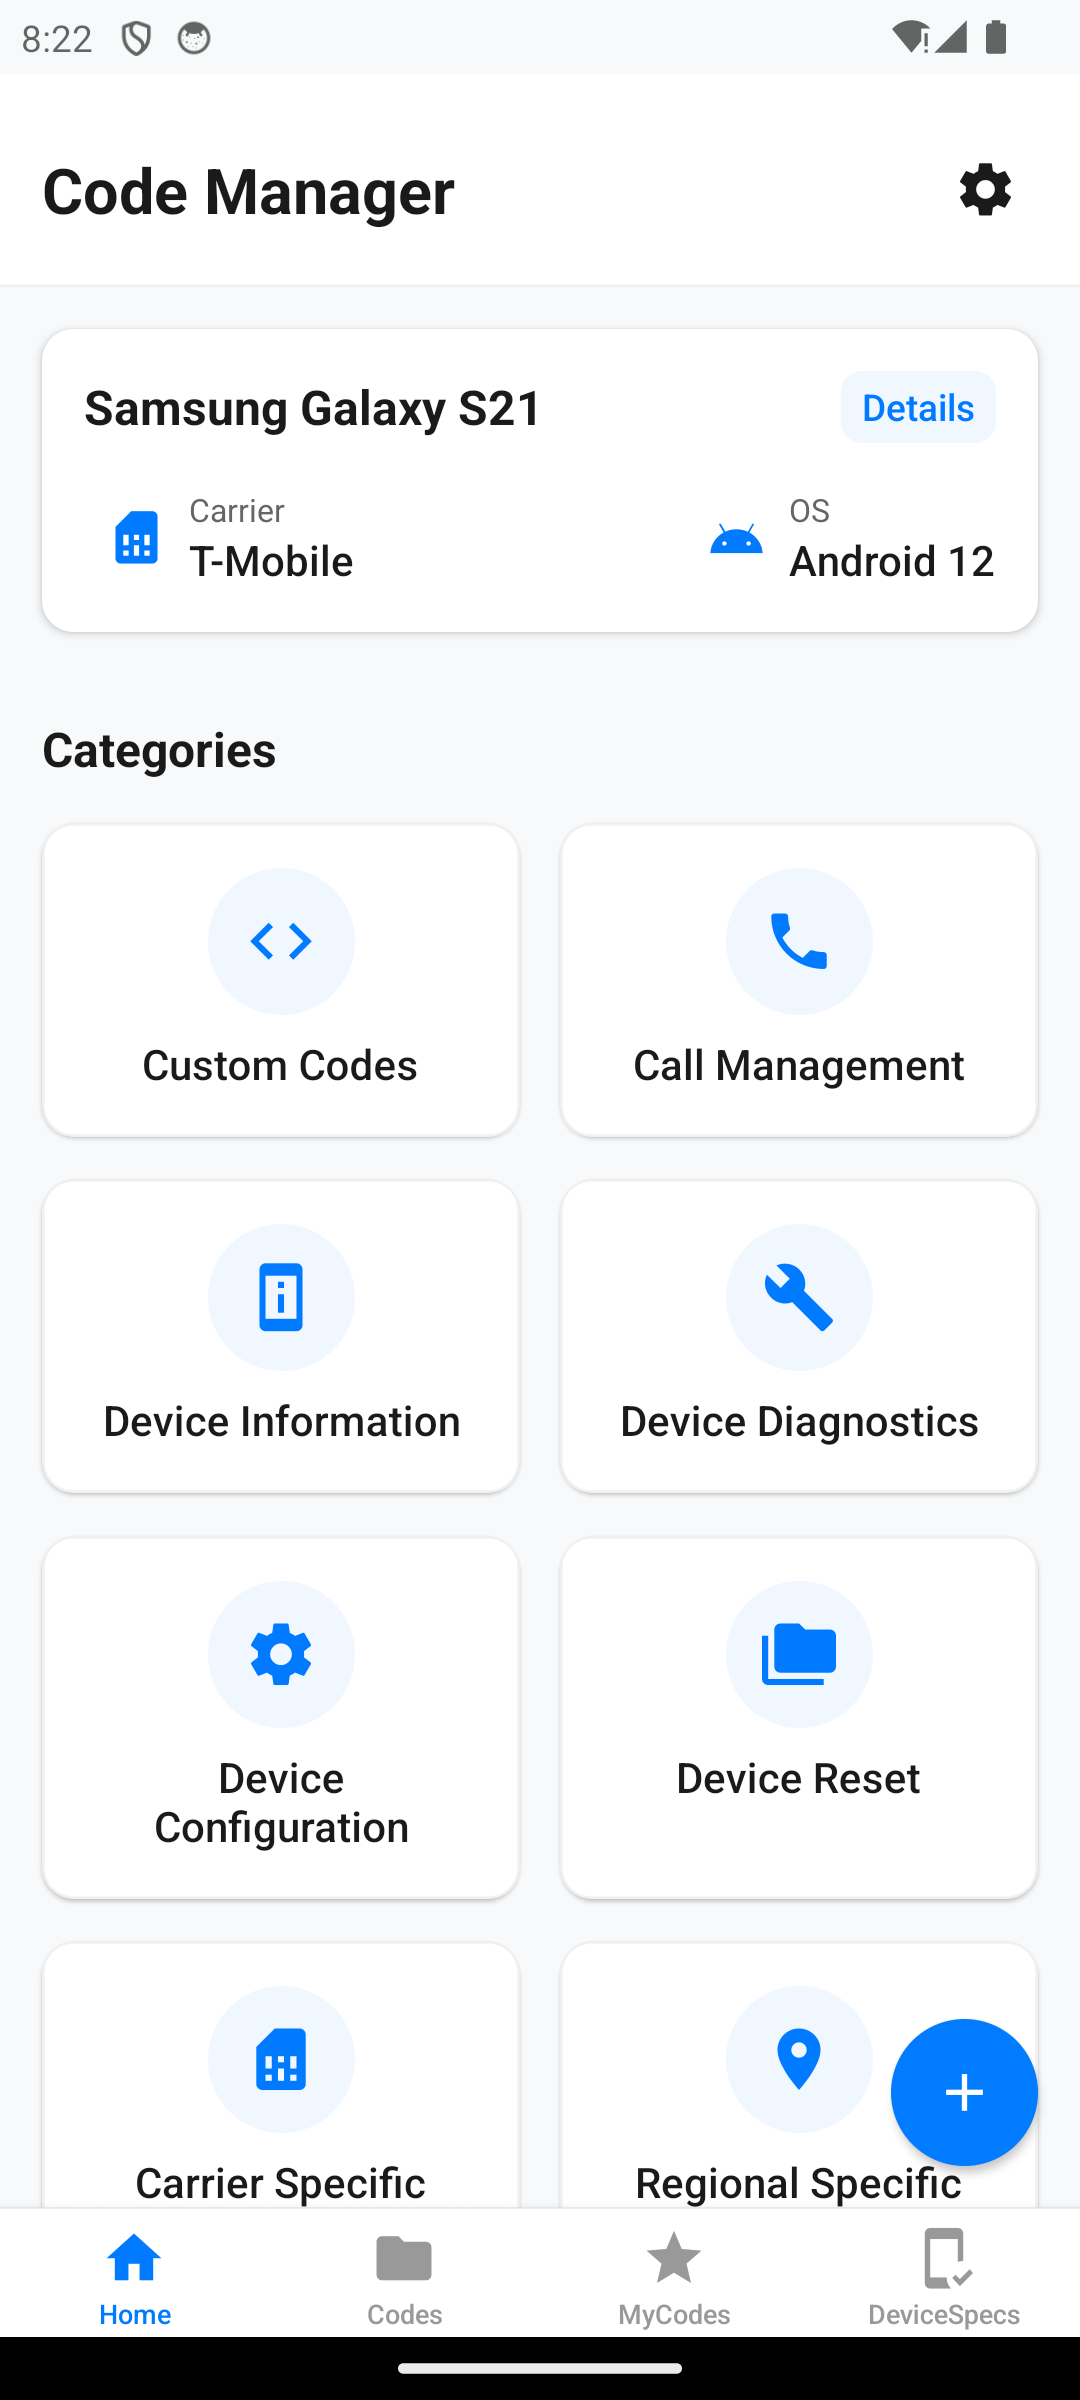 8:22
Code Manager
Samsung Galaxy S21
Details
Carrier
T-Mobile
OS
Android 12
Categories
Custom Codes
Call Management
Device Information
Device Diagnostics
Device
Configuration
Device Reset
Carrier Specific
Regional Specific
Home
Codes
MyCodes
DeviceSpecs